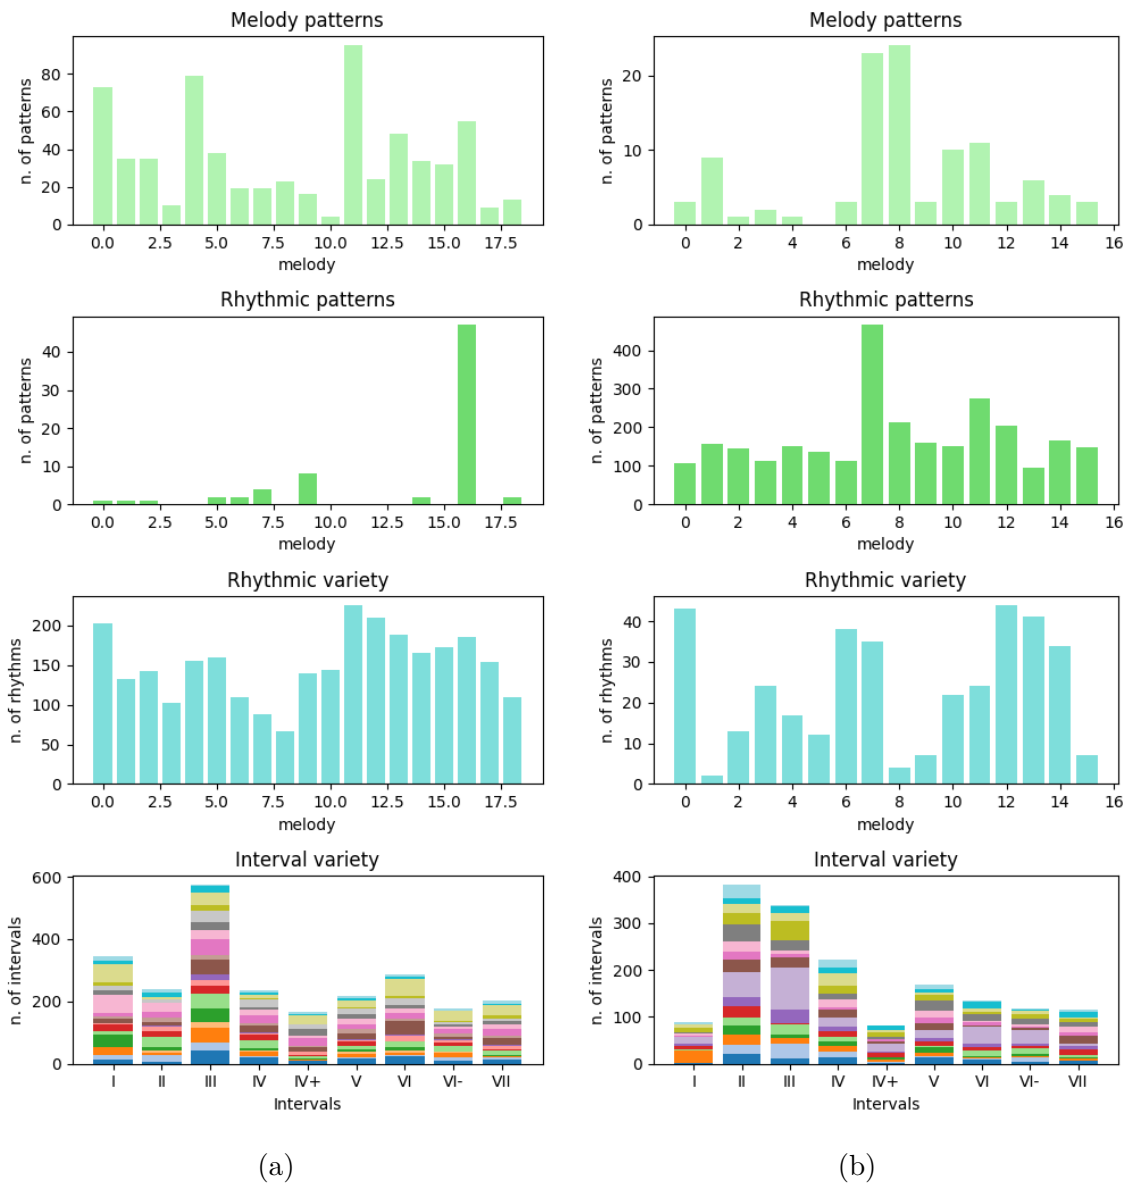 Melody patterns
n. of patterns
80
60
40
20
0
0.0 2.5 5.0 7.5 10.0 12.5 15.0 17.5
melody
Rhythmic patterns
n. of patterns
40
30
20
10
0
0.0 2.5 5.0 7.5 10.0 12.5 15.0 17.5
melody
Rhythmic variety
n. of rhythms
200
150
100
50
0
0.0 2.5 5.0 7.5 10.0 12.5 15.0 17.5
melody
Interval variety
n. of intervals
600
400
200
0
I II III IV IV+ V VI VI- VII
Intervals
(a)
Melody patterns
n. of patterns
20
10
0
0 2 4 6 8 10 12 14 16
melody
Rhythmic patterns
n. of patterns
400
300
200
100
0
0 2 4 6 8 10 12 14 16
melody
Rhythmic variety
n. of rhythms
40
30
20
10
0
0 2 4 6 8 10 12 14 16
melody
Interval variety
n. of intervals
400
300
200
100
0
I II III IV IV+ V VI VI- VII
Intervals
(b)